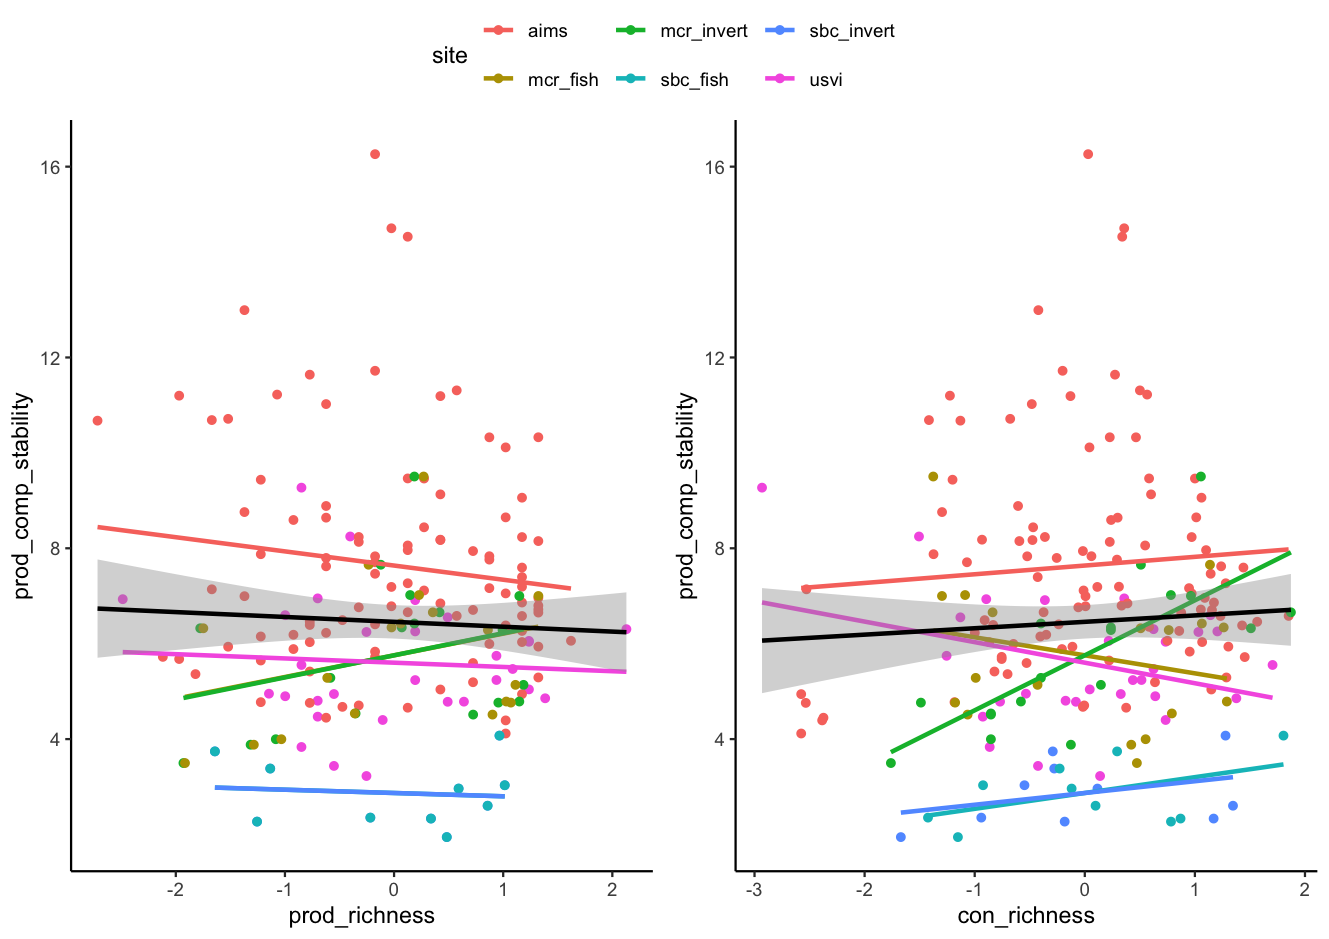 site
aims
mcr_invert
sbc_invert
mcr_fish
sbc_fish
usvi
prod_comp_stability
16
12
8
4
-2
-1
0
1
2
prod_richness
prod_comp_stability
16
12
8
4
-3
-2
-1
0
1
2
con_richness